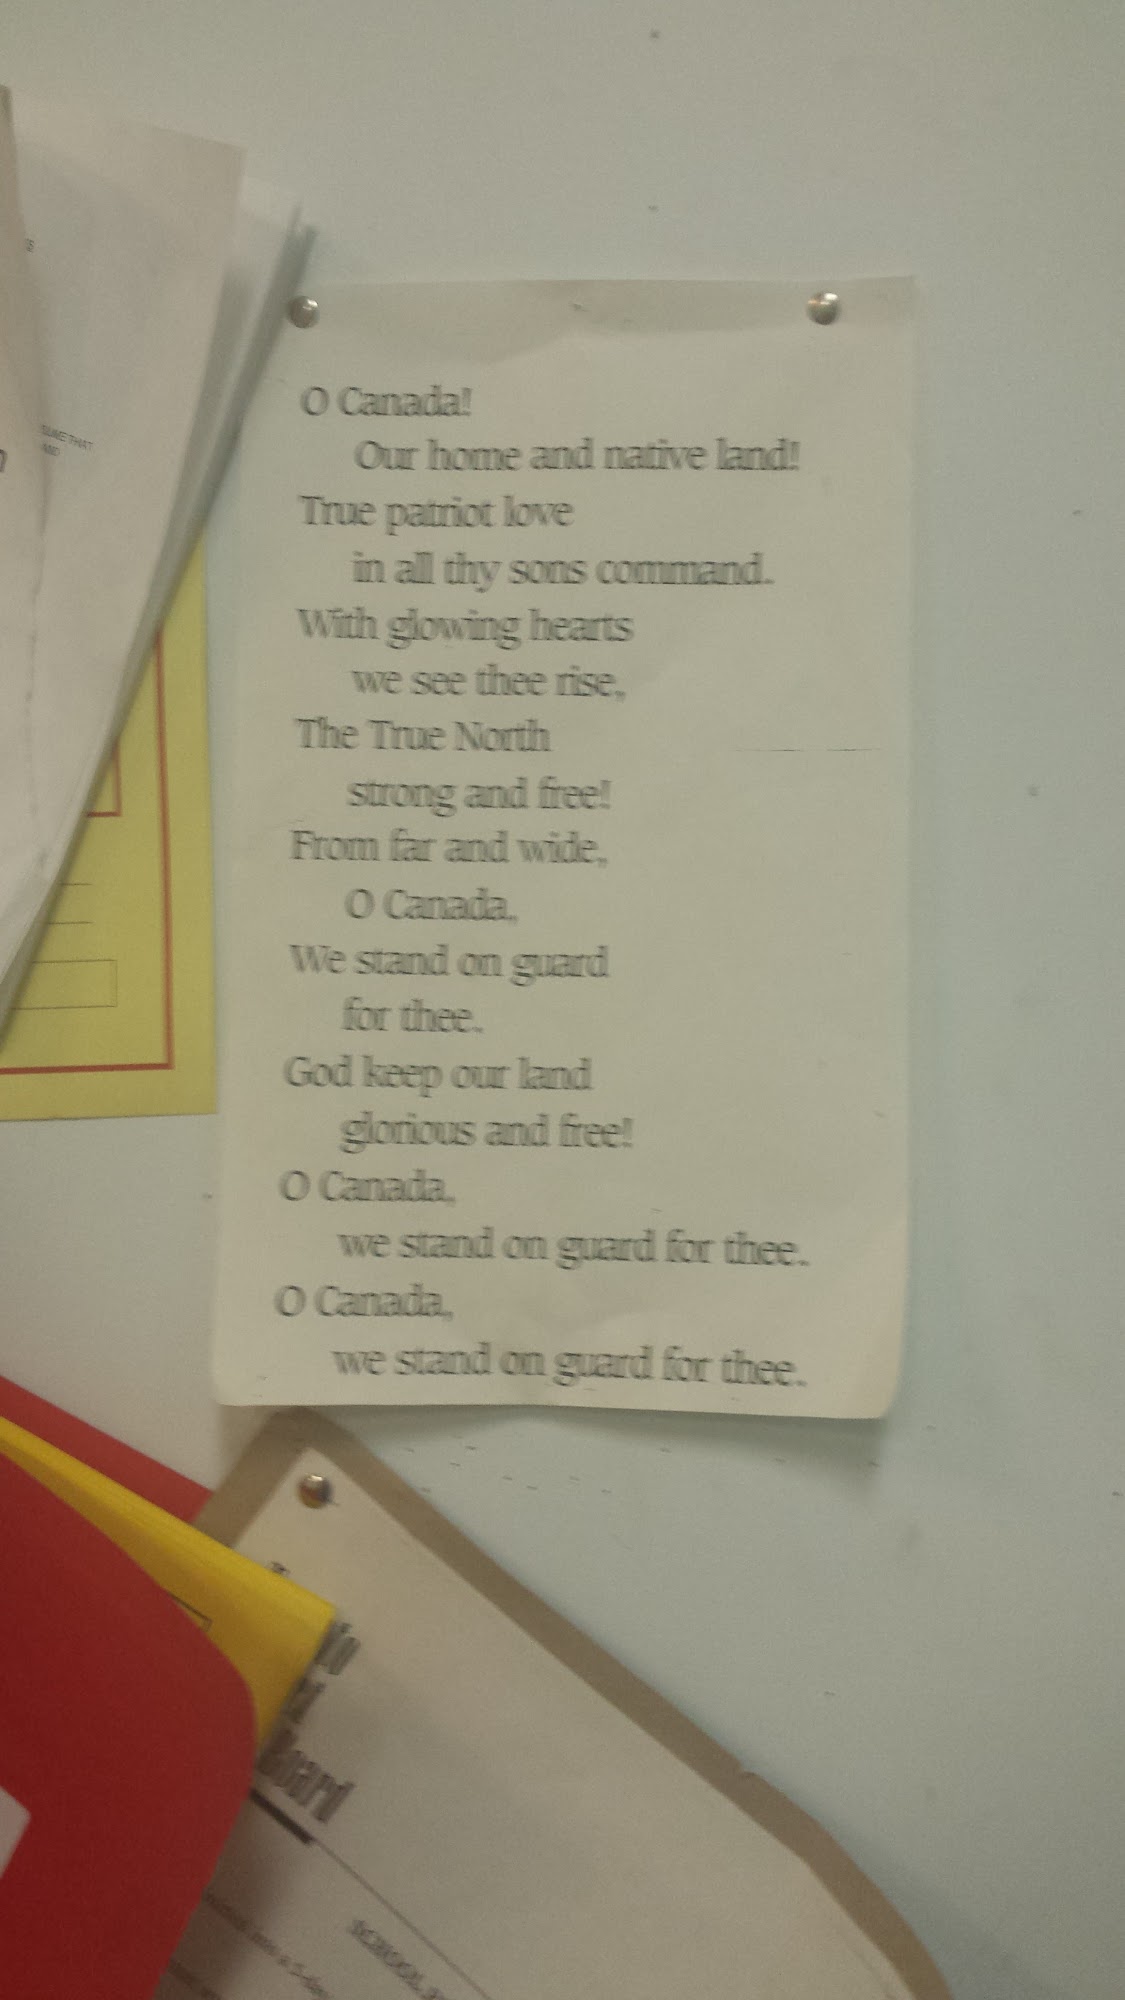 O Canada!
Our home and native land!
True patriot love
in all thy sons command.
With glowing hearts
we see thee rise,
The True North
strong and free!
From far and wide,
O Canada,
We stand on guard
for thee.
God keep our land
glorious and free!
O Canada,
we stand on guard for thee.
O Canada,
we stand on guard for thee.
THAT
Board
SCHOOL